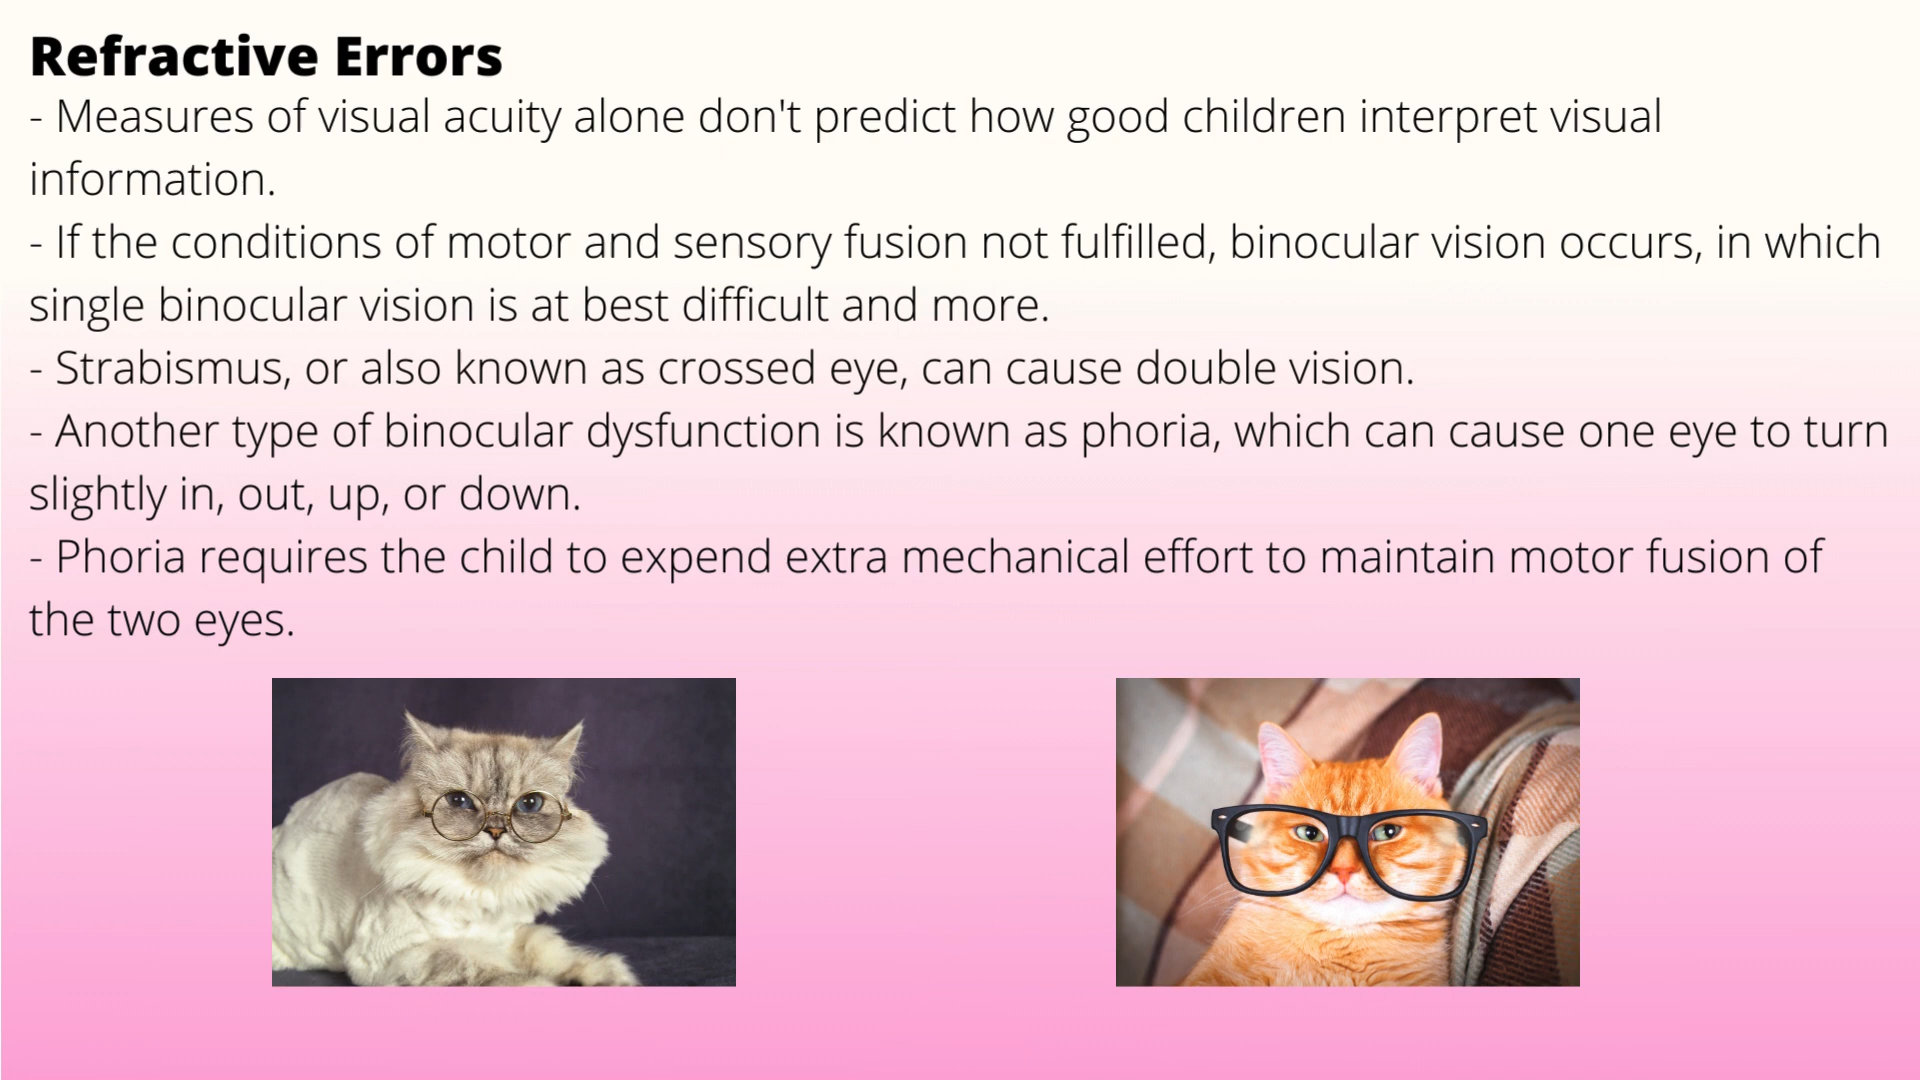 Refractive Errors
- Measures of visual acuity alone don't predict how good children interpret visual
information.
- If the conditions of motor and sensory fusion not fulfilled, binocular vision occurs, in which
single binocular vision is at best difficult and more.
- Strabismus, or also known as crossed eye, can cause double vision.
- Another type of binocular dysfunction is known as phoria, which can cause one eye to turn
slightly in, out, up, or down.
- Phoria requires the child to expend extra mechanical effort to maintain motor fusion of
the two eyes.